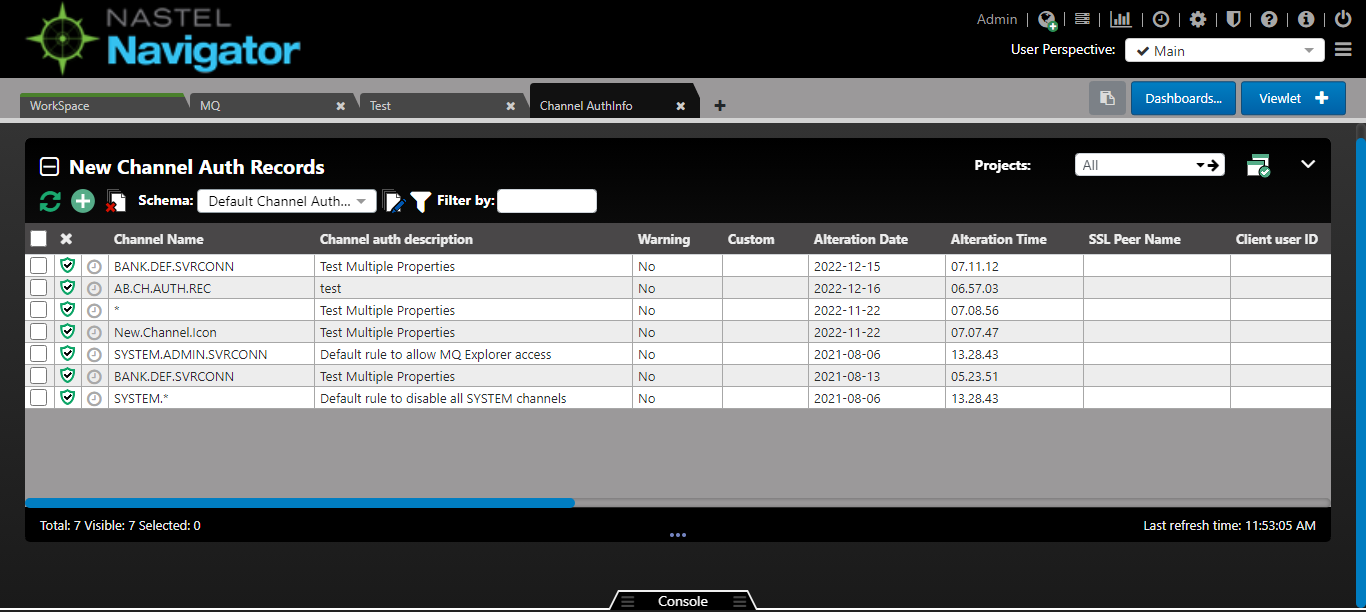 NASTEL
Navigator
Admin
User Perspective: Main
WorkSpace MQ Test Channel AuthInfo Dashboards... Viewlet
New Channel Auth Records Projects: All
Schema: Default Channel Auth... Filter by:
Channel Name Channel auth description Warning Custom Alteration Date Alteration Time SSL Peer Name Client user ID
BANK.DEF.SVRCONN Test Multiple Properties No 2022-12-15 07.11.12
AB.CH.AUTH.REC test No 2022-12-16 06.57.03
* Test Multiple Properties No 2022-11-22 07.08.56
New.Channel.Icon Test Multiple Properties No 2022-11-22 07.07.47
SYSTEM.ADMIN.SVRCONN Default rule to allow MQ Explorer access No 2021-08-06 13.28.43
BANK.DEF.SVRCONN Test Multiple Properties No 2021-08-13 05.23.51
SYSTEM.* Default rule to disable all SYSTEM channels No 2021-08-06 13.28.43
Total: 7 Visible: 7 Selected: 0 Last refresh time: 11:53:05 AM
Console